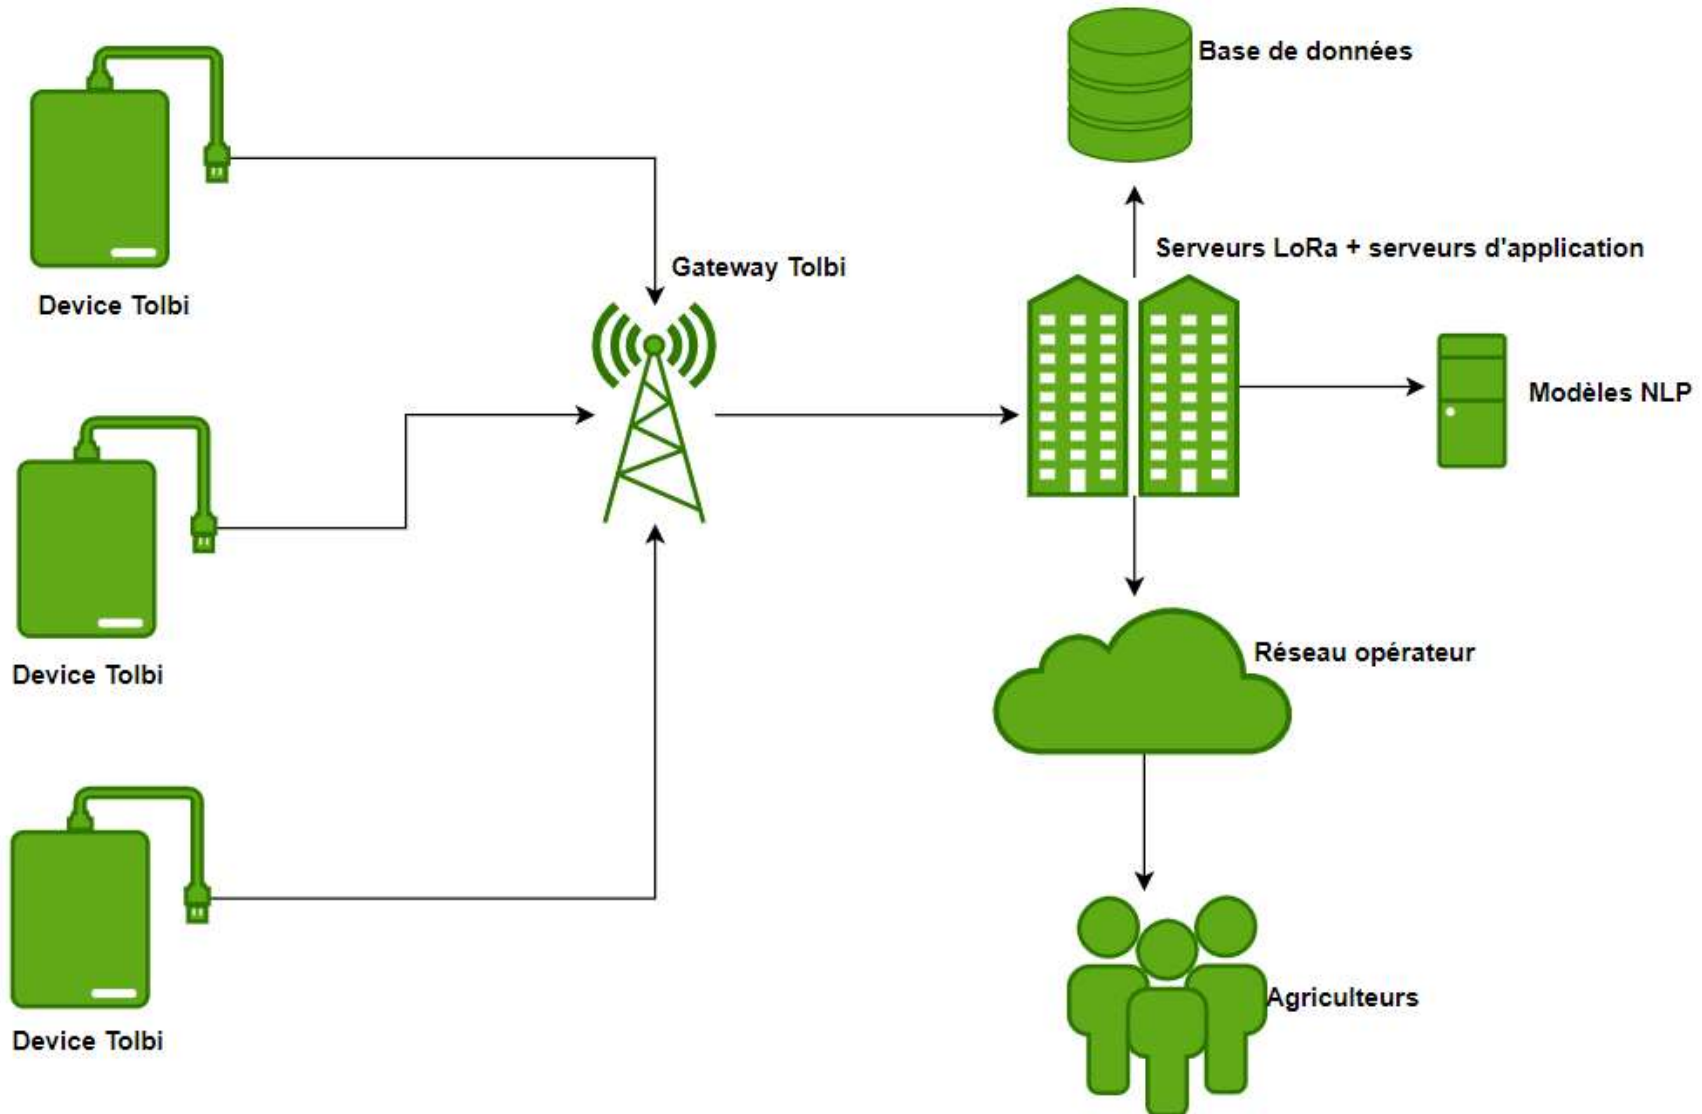 Base de données
Serveurs LoRa + serveurs d'application
Gateway Tolbi
Device Tolbi
Modèles NLP
Réseau opérateur
Device Tolbi
Agriculteurs
Device Tolbi